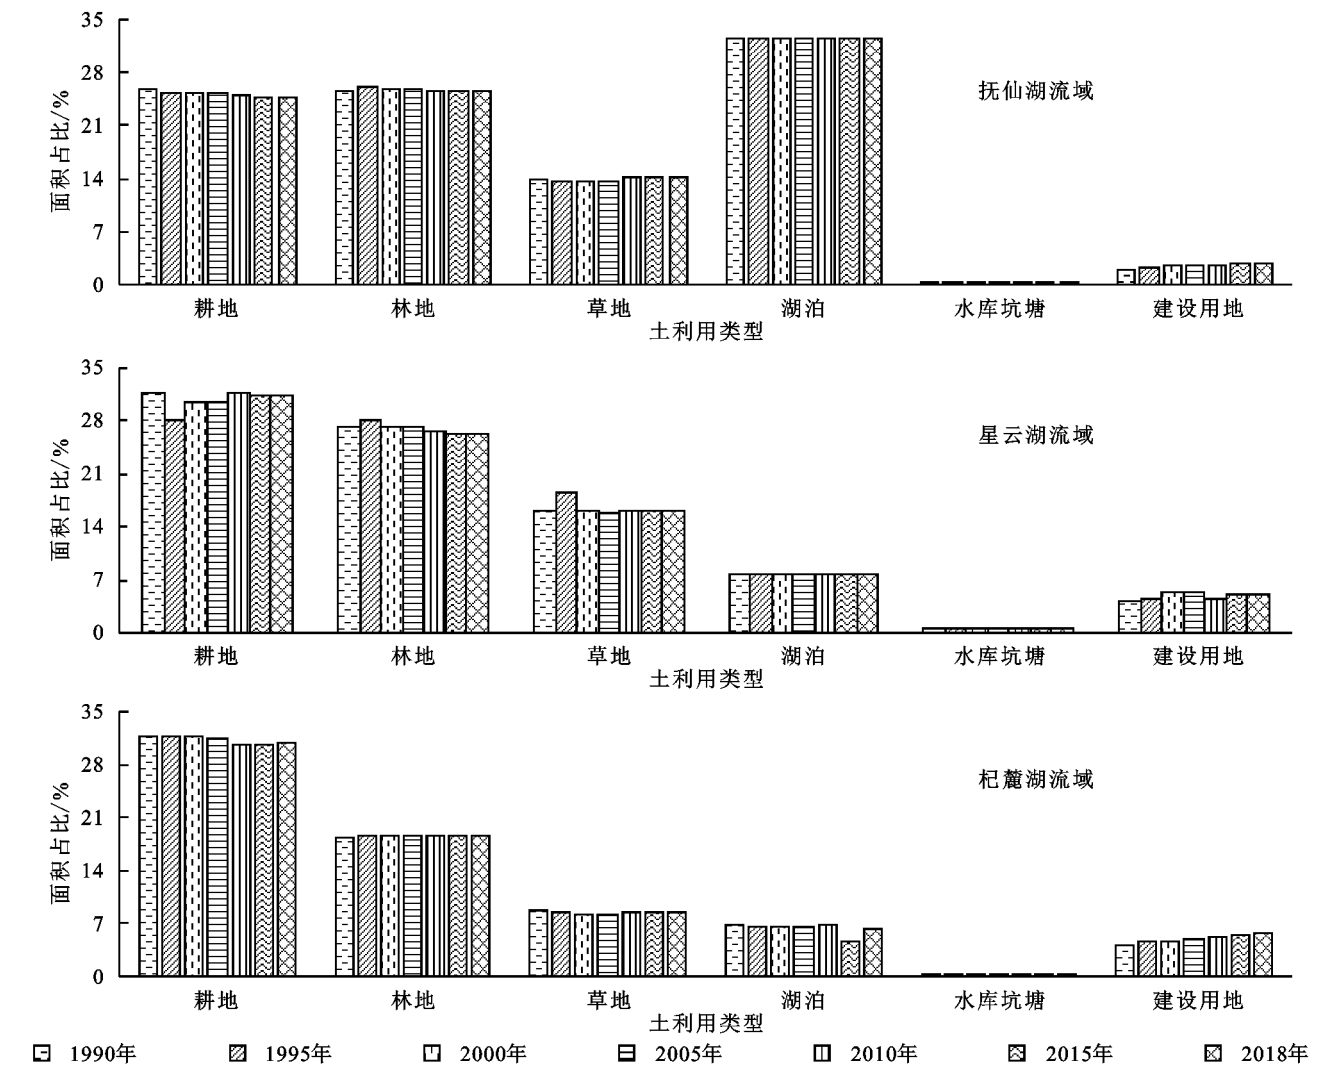 35
28
21
14
7
0
面积占比/%
抚仙湖流域
耕地 林地 草地 湖泊 水库坑塘 建设用地
土利用类型
35
28
21
14
7
0
面积占比/%
星云湖流域
耕地 林地 草地 湖泊 水库坑塘 建设用地
土利用类型
35
28
21
14
7
0
面积占比/%
杞麓湖流域
耕地 林地 草地 湖泊 水库坑塘 建设用地
土利用类型
1990年 1995年 2000年 2005年 2010年 2015年 2018年